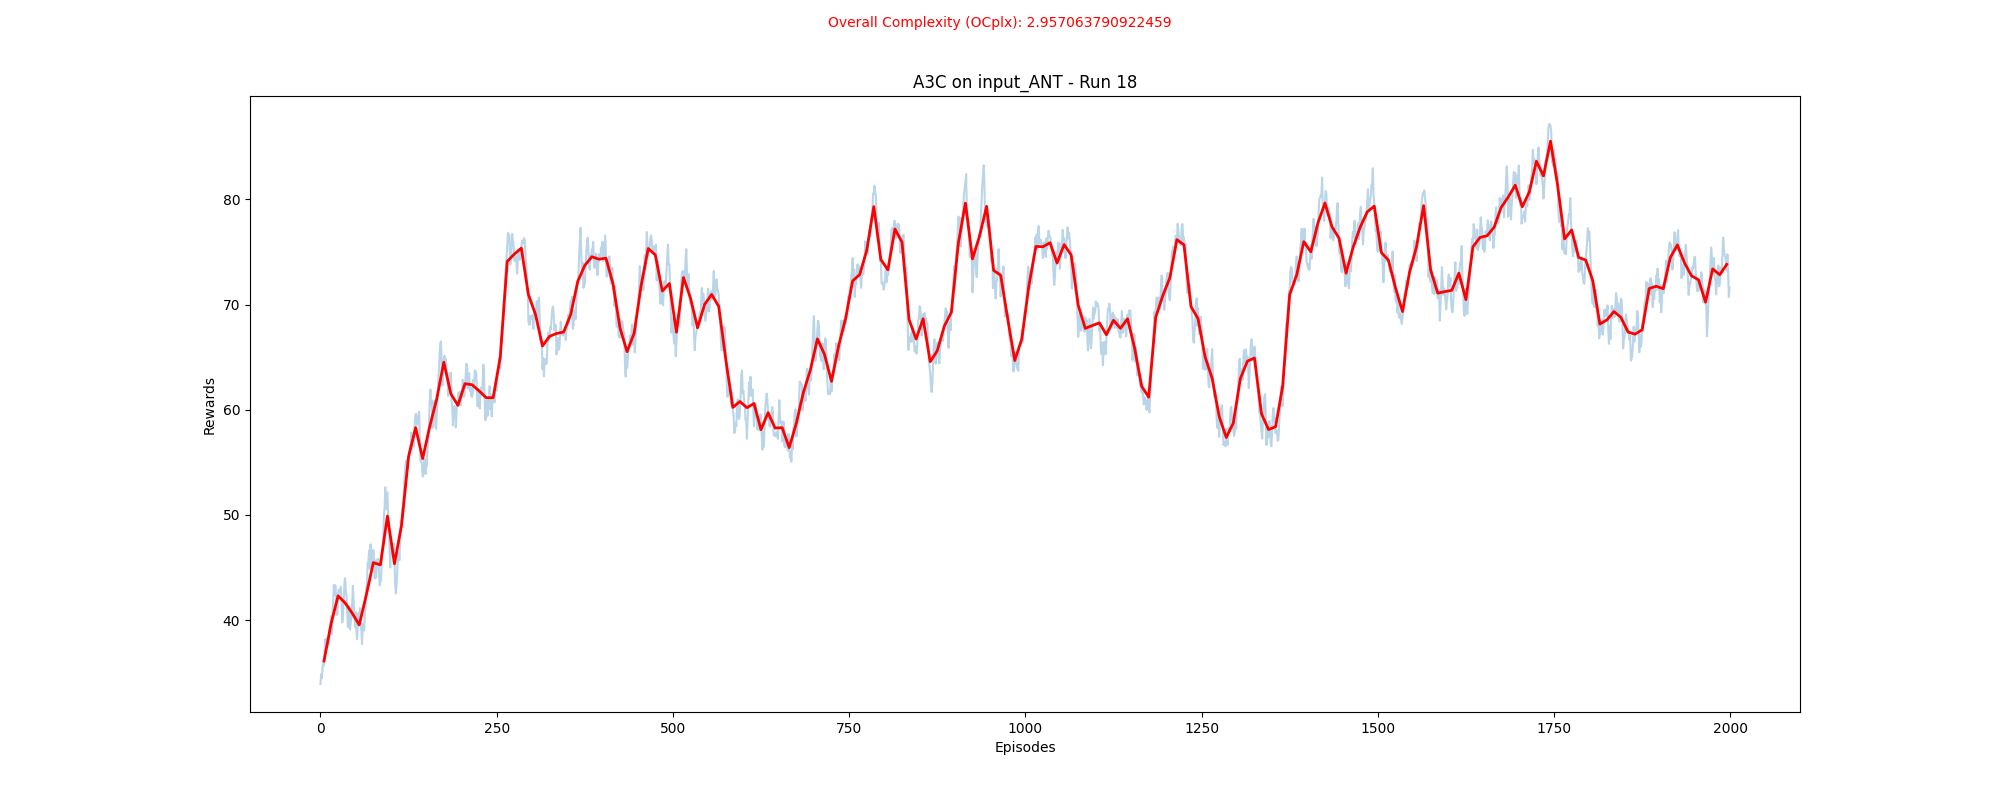 Overall Complexity (OCplx): 2.957063790922459
A3C on input_ANT - Run 18
Rewards
80
70
60
50
40
0 250 500 750 1000 1250 1500 1750 2000
Episodes